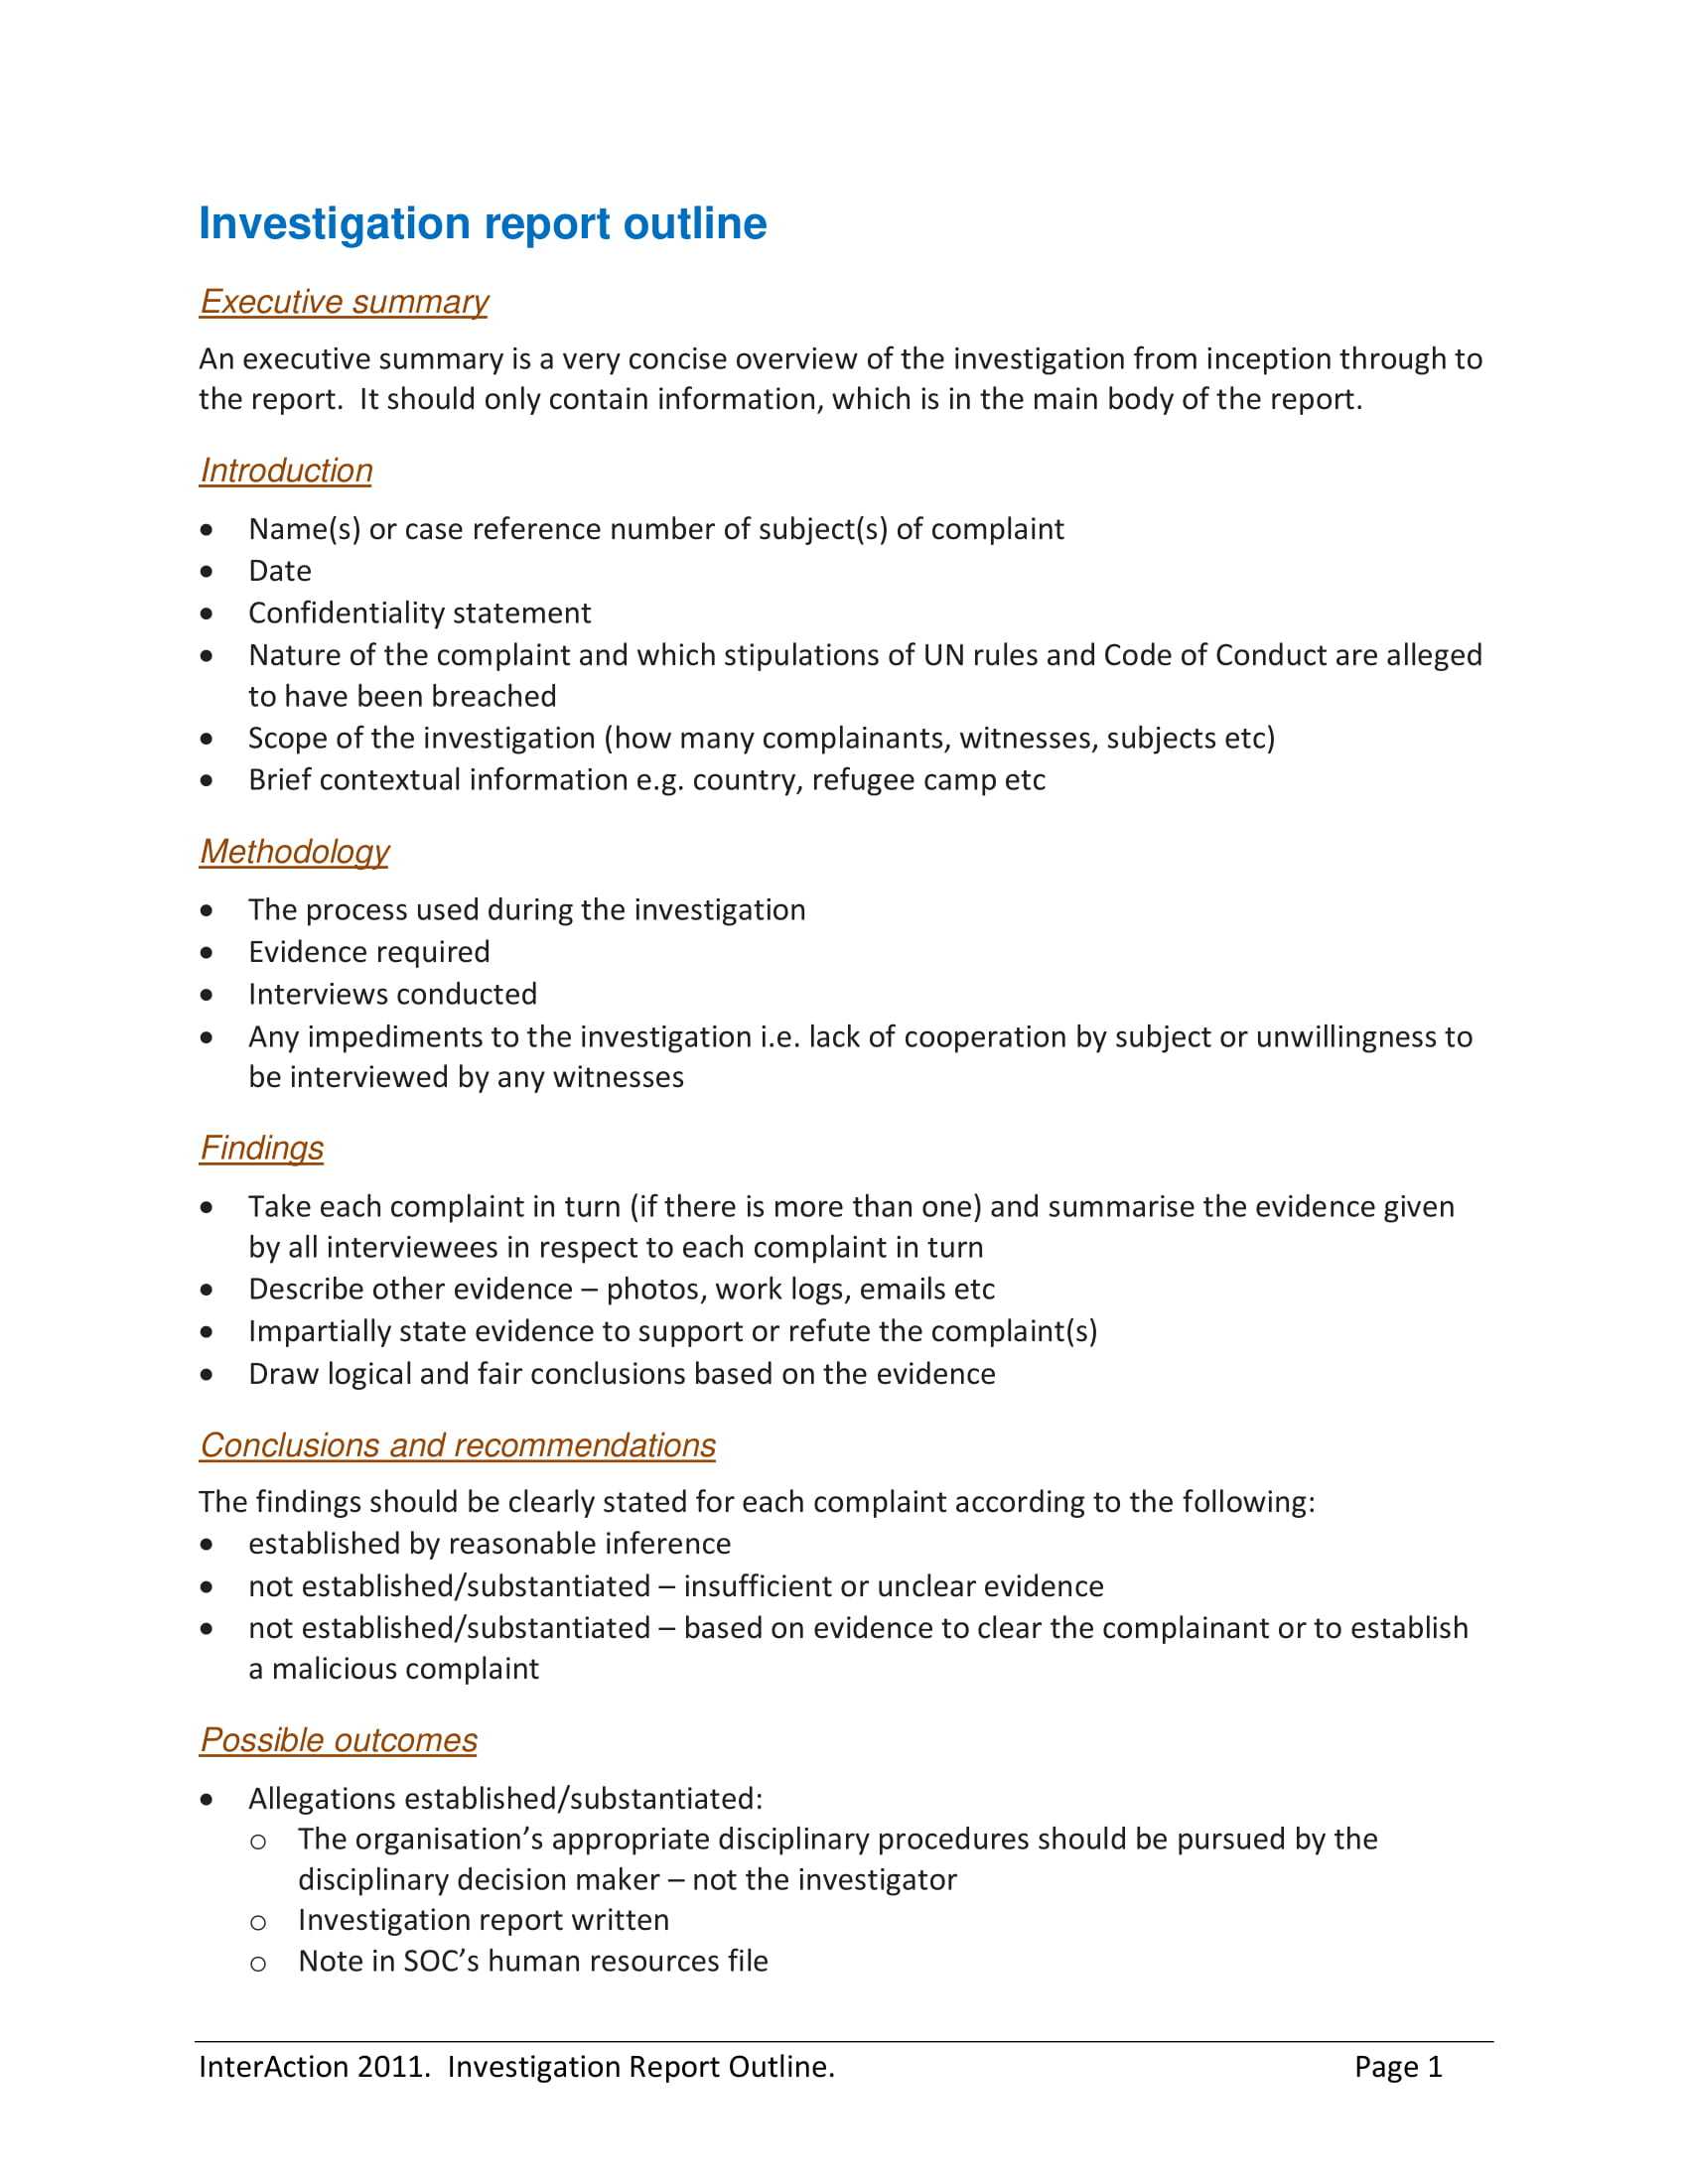 Investigation report outline
Executive summary
An executive summary is a very concise overview of the investigation from inception through to
the report.  It should only contain information, which is in the main body of the report.
Introduction
• Name(s) or case reference number of subject(s) of complaint
• Date
• Confidentiality statement
• Nature of the complaint and which stipulations of UN rules and Code of Conduct are alleged
to have been breached
• Scope of the investigation (how many complainants, witnesses, subjects etc)
• Brief contextual information e.g. country, refugee camp etc
Methodology
• The process used during the investigation
• Evidence required
• Interviews conducted
• Any impediments to the investigation i.e. lack of cooperation by subject or unwillingness to
be interviewed by any witnesses
Findings
• Take each complaint in turn (if there is more than one) and summarise the evidence given
by all interviewees in respect to each complaint in turn
• Describe other evidence – photos, work logs, emails etc
• Impartially state evidence to support or refute the complaint(s)
• Draw logical and fair conclusions based on the evidence
Conclusions and recommendations
The findings should be clearly stated for each complaint according to the following:
• established by reasonable inference
• not established/substantiated – insufficient or unclear evidence
• not established/substantiated – based on evidence to clear the complainant or to establish
a malicious complaint
Possible outcomes
• Allegations established/substantiated:
o The organisation’s appropriate disciplinary procedures should be pursued by the
disciplinary decision maker – not the investigator
o Investigation report written
o Note in SOC’s human resources file
InterAction 2011.  Investigation Report Outline. Page 1